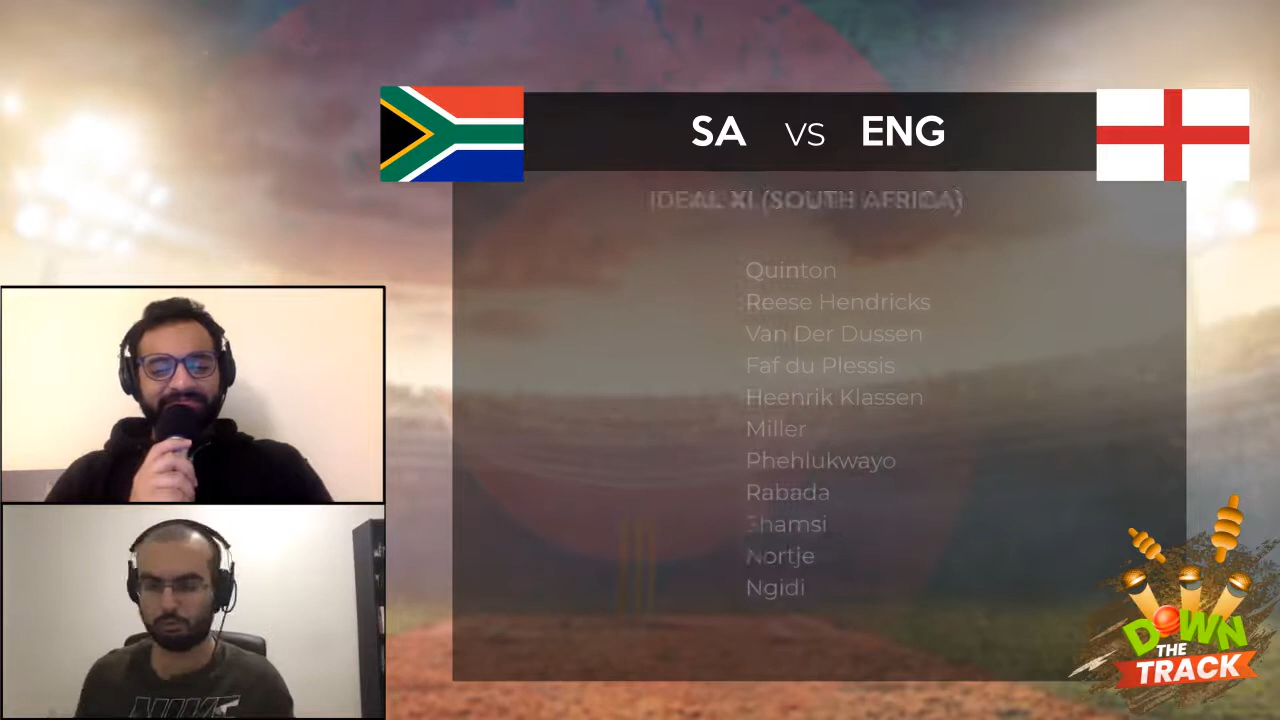 SA VS ENG
IDEAL XI (SOUTH AFRICA)
Quinton
Reese Hendricks
Van Der Dussen
Faf du Plessis
Heenrik Klassen
Miller
Phehlukwayo
Rabada
Shamsi
Nortje
Ngidi
DOWN
THE
TRACK